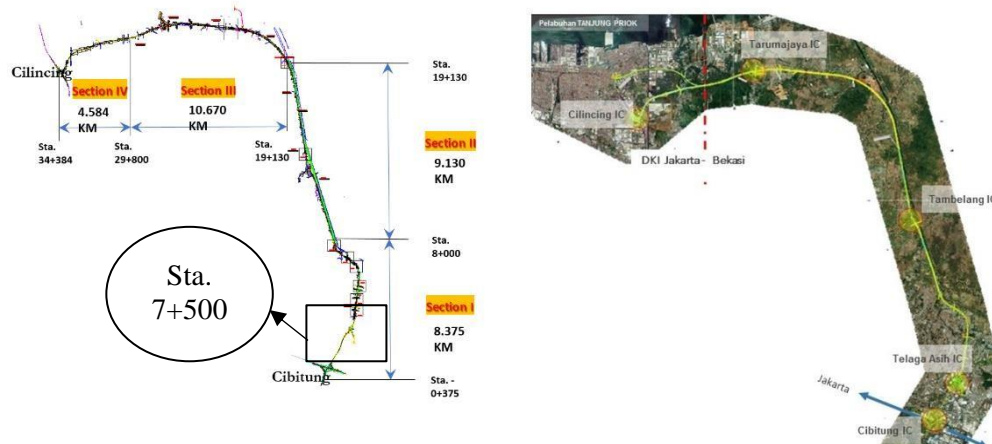 Cilincing
Section IV
4.584
KM
Section III
10.670
KM
Sta.
34+384
Sta.
29+800
Sta.
19+130
Sta.
19+130
Section II
9.130
KM
Sta.
8+000
Sta.
7+500
Section I
8.375
KM
Cibitung
Sta. -
0+375
Pelabuhan TANJUNG PRIOK
Tarumajaya IC
Cilincing IC
DKI Jakarta - Bekasi
Tambelang IC
Telaga Asih IC
Jakarta
Cibitung IC